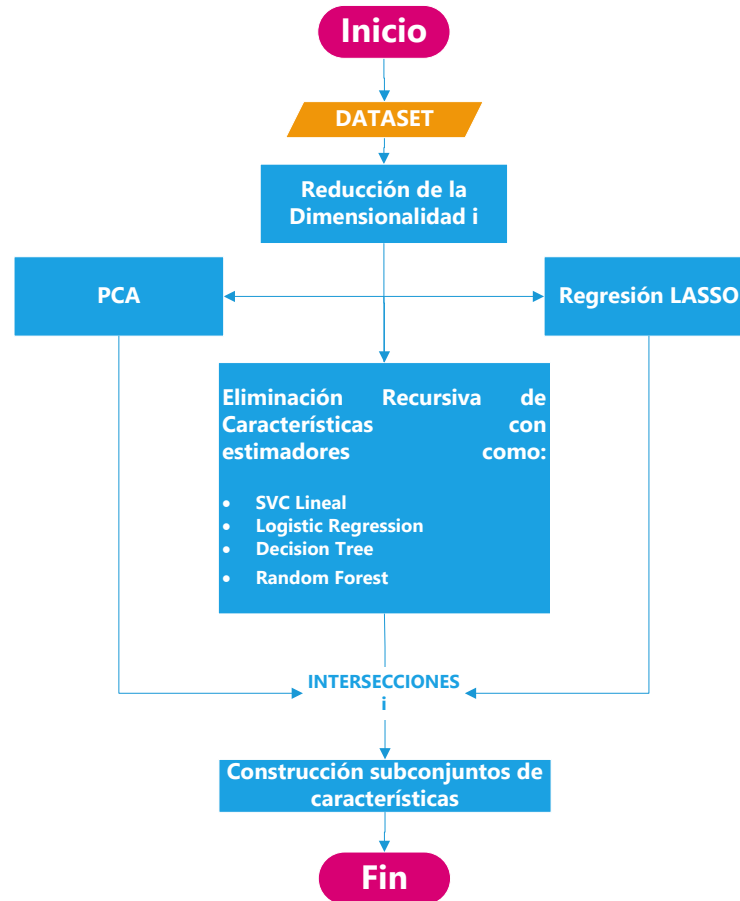 Inicio
DATASET
Reducción de la
Dimensionalidad i
PCA
Regresión LASSO
Eliminación Recursiva de
Características con
estimadores como:
• SVC Lineal
• Logistic Regression
• Decision Tree
• Random Forest
INTERSECCIONES
i
Construcción subconjuntos de
características
Fin